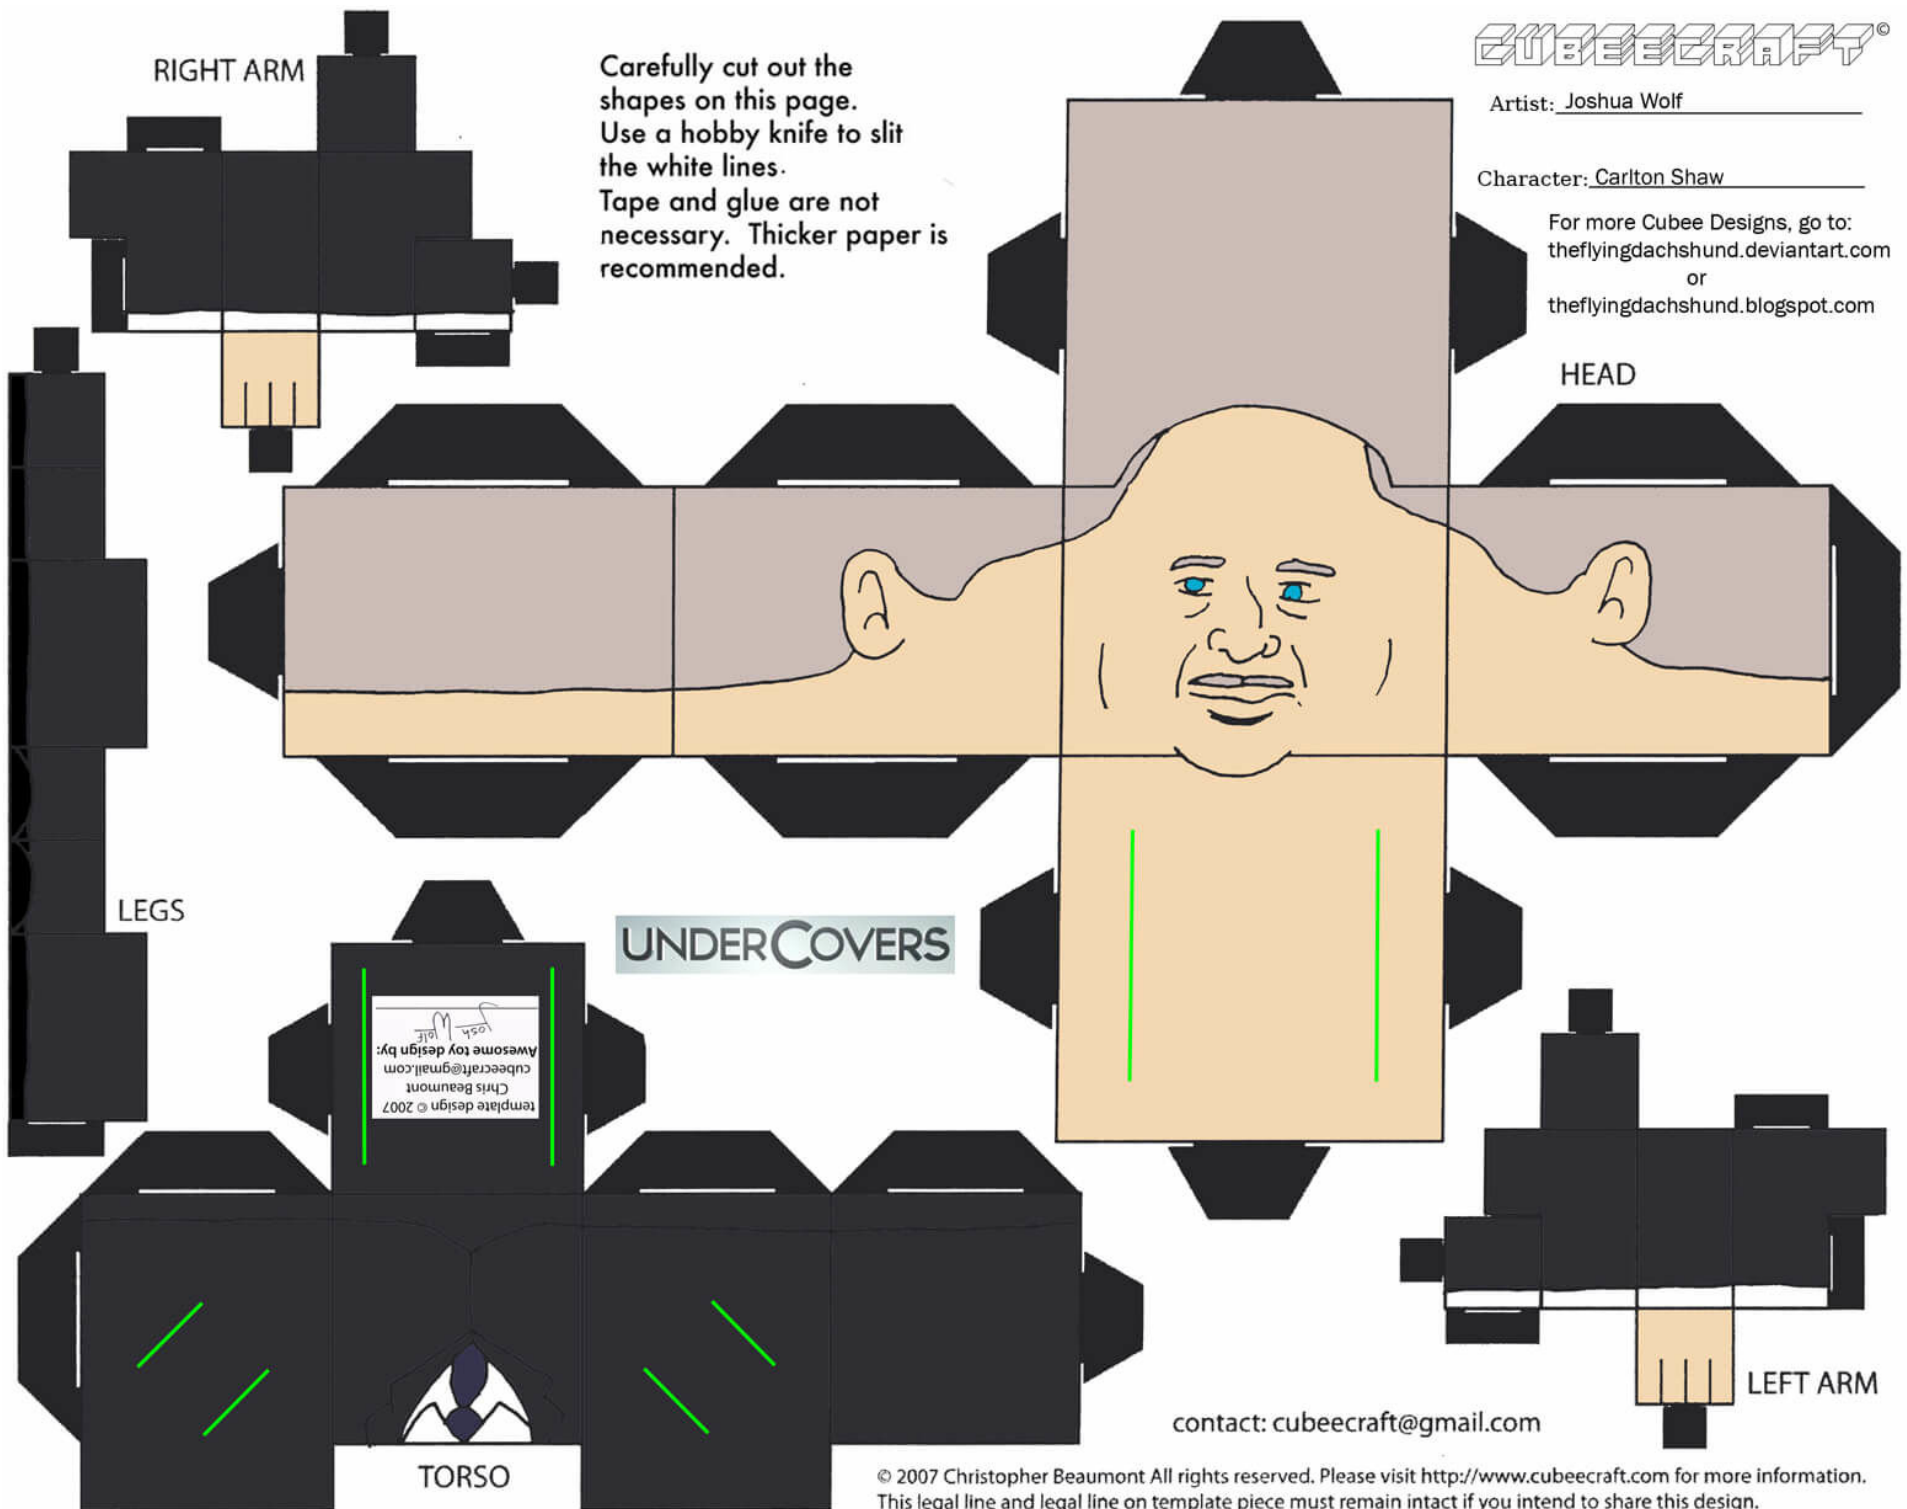 RIGHT ARM
Carefully cut out the
shapes on this page.
Use a hobby knife to slit
the white lines.
Tape and glue are not
necessary. Thicker paper is
recommended.
CUBEECRAFT©
Artist: Joshua Wolf
Character: Carlton Shaw
For more Cubee Designs, go to:
theflyingdachshund.deviantart.com
or
theflyingdachshund.blogspot.com
HEAD
LEGS
UNDERCOVERS
template design © 2007
Chris Beaumont
cubeecraft@gmail.com
Awesome toy design by:
Josh Wolf
LEFT ARM
contact: cubeecraft@gmail.com
TORSO
© 2007 Christopher Beaumont All rights reserved. Please visit http://www.cubeecraft.com for more information.
This legal line and legal line on template piece must remain intact if you intend to share this design.